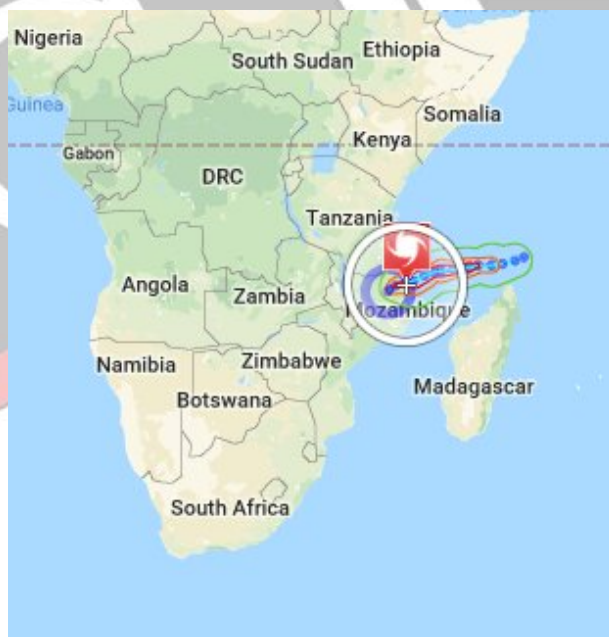 Nigeria
Ethiopia
South Sudan
Guinea
Somalia
Kenya
Gabon
DRC
Tanzania
Angola
Zambia
Mozambique
Namibia
Zimbabwe
Madagascar
Botswana
South Africa